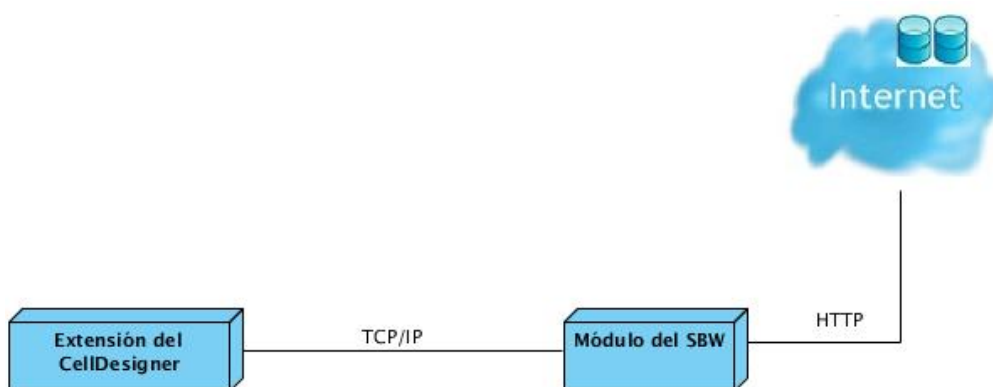 Internet
HTTP
TCP/IP
Extensión del
CellDesigner
Módulo del SBW